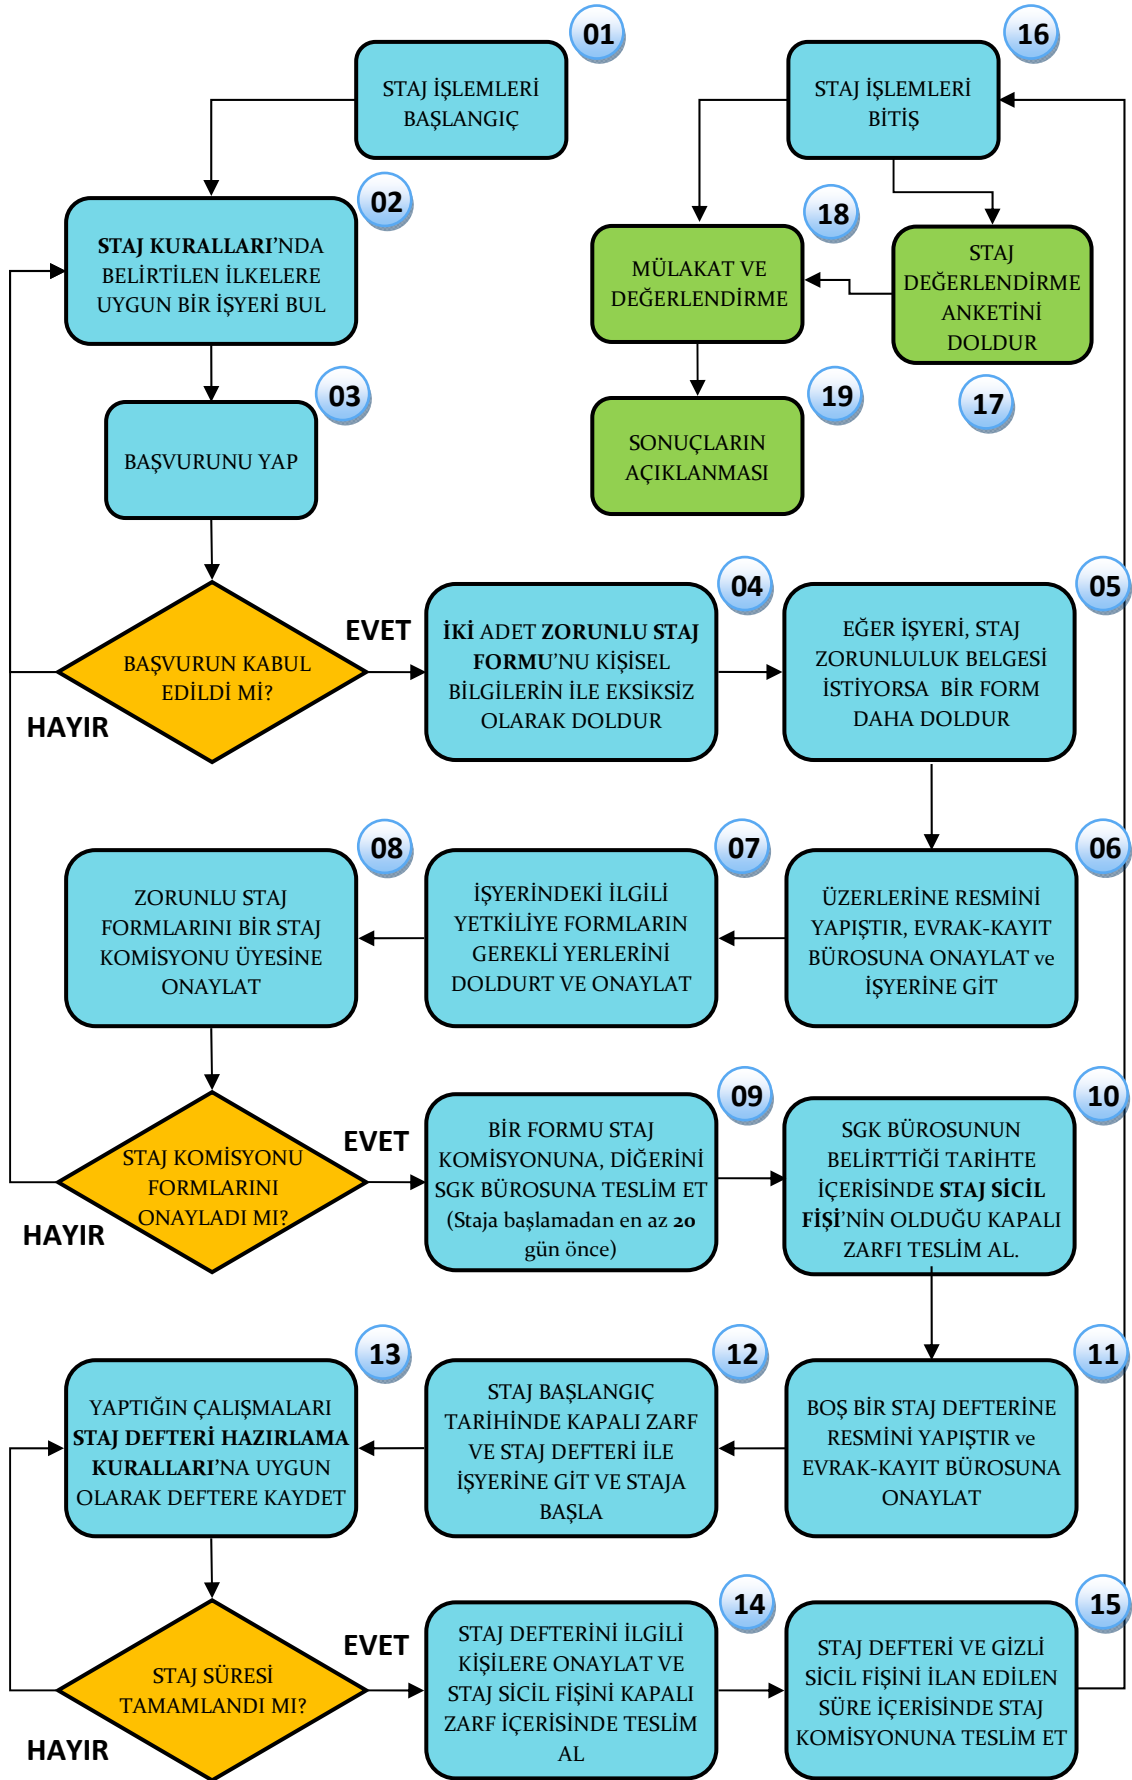 01
STAJ İŞLEMLERİ
BAŞLANGIÇ
02
STAJ KURALLARI’NDA
BELİRTİLEN İLKELERE
UYGUN BİR İŞYERİ BUL
03
BAŞVURUNU YAP
BAŞVURUN KABUL
EDİLDİ Mİ?
EVET
HAYIR
04
İKİ ADET ZORUNLU STAJ
FORMU’NU KİŞİSEL
BİLGİLERİN İLE EKSİKSİZ
OLARAK DOLDUR
05
EĞER İŞYERİ, STAJ
ZORUNLULUK BELGESİ
İSTİYORSA BİR FORM
DAHA DOLDUR
06
ÜZERLERİNE RESMİNİ
YAPIŞTIR, EVRAK-KAYIT
BÜROSUNA ONAYLAT ve
İŞYERİNE GİT
07
İŞYERİNDEKİ İLGİLİ
YETKİLİYE FORMLARIN
GEREKLİ YERLERİNİ
DOLDURT VE ONAYLAT
08
ZORUNLU STAJ
FORMLARINI BİR STAJ
KOMİSYONU ÜYESİNE
ONAYLAT
STAJ KOMİSYONU
FORMLARINI
ONAYLADI MI?
EVET
HAYIR
09
BİR FORMU STAJ
KOMİSYONUNA, DİĞERİNİ
SGK BÜROSUNA TESLİM ET
(Staja başlamadan en az 20
gün önce)
10
SGK BÜROSUNUN
BELİRTTİĞİ TARİHTE
İÇERİSİNDE STAJ SİCİL
FİŞİ’NİN OLDUĞU KAPALI
ZARFI TESLİM AL.
11
BOŞ BİR STAJ DEFTERİNE
RESMİNİ YAPIŞTIR ve
EVRAK-KAYIT BÜROSUNA
ONAYLAT
12
STAJ BAŞLANGIÇ
TARİHİNDE KAPALI ZARF
VE STAJ DEFTERİ İLE
İŞYERİNE GİT VE STAJA
BAŞLA
13
YAPTIĞIN ÇALIŞMALARI
STAJ DEFTERİ HAZIRLAMA
KURALLARI’NA UYGUN
OLARAK DEFTERE KAYDET
STAJ SÜRESİ
TAMAMLANDI MI?
EVET
HAYIR
14
STAJ DEFTERİNİ İLGİLİ
KİŞİLERE ONAYLAT VE
STAJ SİCİL FİŞİNİ KAPALI
ZARF İÇERİSİNDE TESLİM
AL
15
STAJ DEFTERİ VE GİZLİ
SİCİL FİŞİNİ İLAN EDİLEN
SÜRE İÇERİSİNDE STAJ
KOMİSYONUNA TESLİM ET
16
STAJ İŞLEMLERİ
BİTİŞ
STAJ
DEĞERLENDİRME
ANKETİNİ
DOLDUR
17
18
MÜLAKAT VE
DEĞERLENDİRME
19
SONUÇLARIN
AÇIKLANMASI